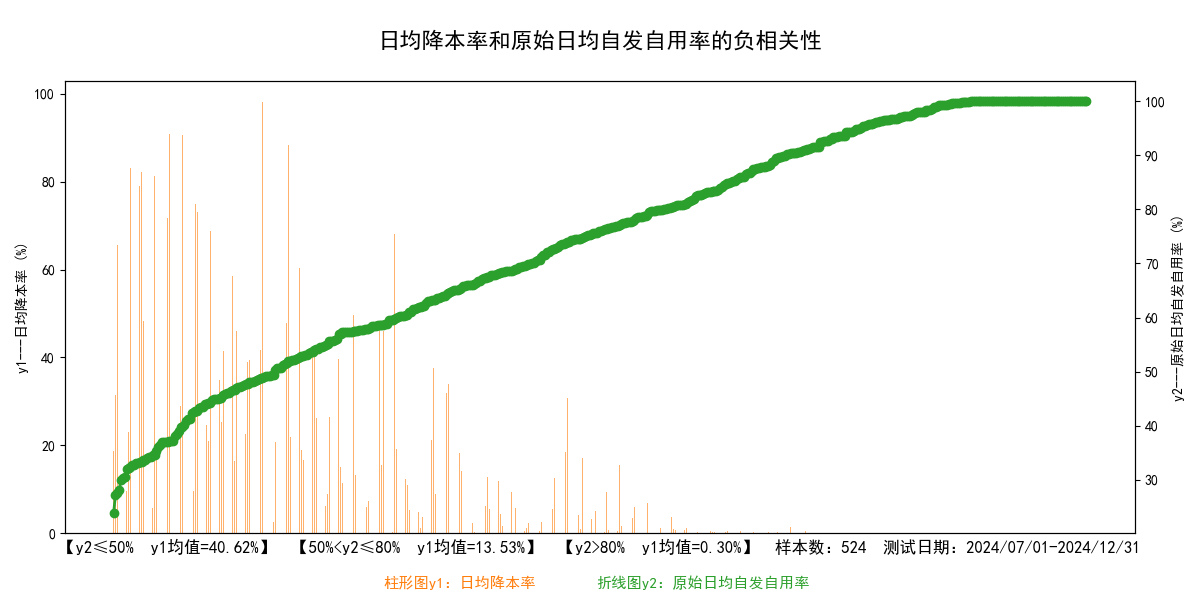 日均降本率和原始日均自发自用率的负相关性
100
80
60
40
20
0
y1---日均降本率 (%)
100
90
80
70
60
50
40
30
y2---原始日均自发自用率 (%)
【y2≤50%  y1均值=40.62%】 【50%<y2≤80%  y1均值=13.53%】 【y2>80%  y1均值=0.30%】 样本数: 524  测试日期: 2024/07/01-2024/12/31
柱形图y1: 日均降本率 折线图y2: 原始日均自发自用率